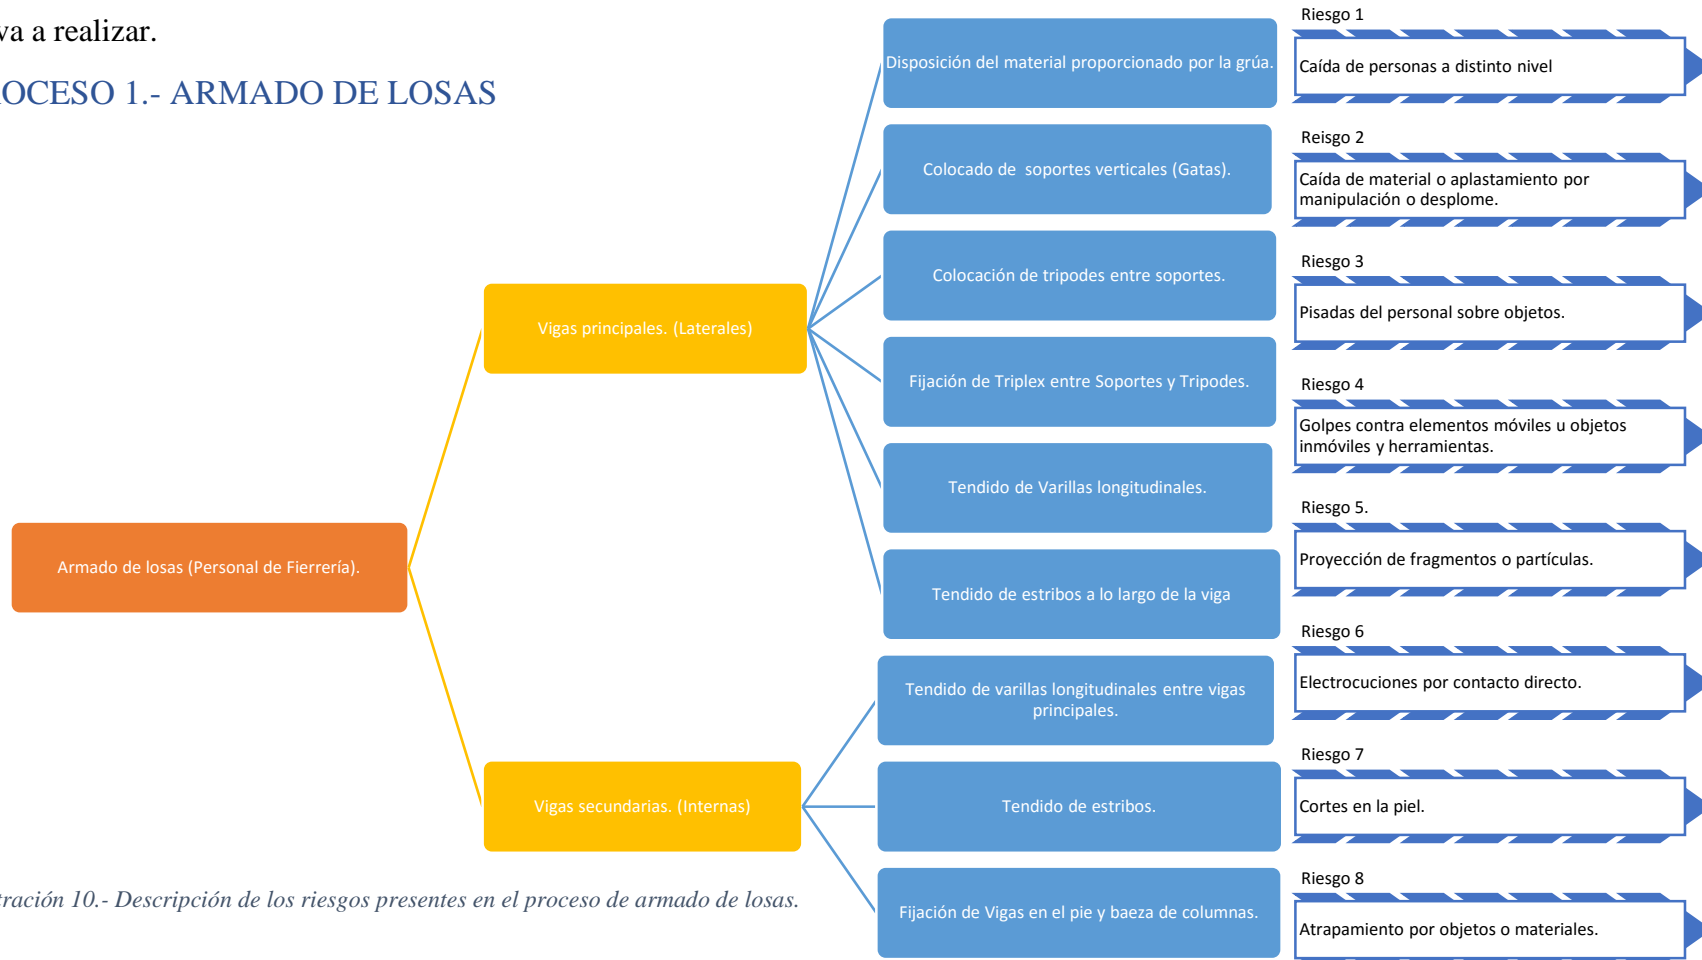 va a realizar.
OCESO 1.- ARMADO DE LOSAS
Armado de losas (Personal de Fierrería).
Vigas principales. (Laterales)
Vigas secundarias. (Internas)
Disposición del material proporcionado por la grúa.
Colocado de soportes verticales (Gatas).
Colocación de tripodes entre soportes.
Fijación de Triplex entre Soportes y Tripodes.
Tendido de Varillas longitudinales.
Tendido de estribos a lo largo de la viga
Tendido de varillas longitudinales entre vigas
principales.
Tendido de estribos.
Fijación de Vigas en el pie y baeza de columnas.
Riesgo 1
Caída de personas a distinto nivel
Reisgo 2
Caída de material o aplastamiento por
manipulación o desplome.
Riesgo 3
Pisadas del personal sobre objetos.
Riesgo 4
Golpes contra elementos móviles u objetos
inmóviles y herramientas.
Riesgo 5.
Proyección de fragmentos o partículas.
Riesgo 6
Electrocuciones por contacto directo.
Riesgo 7
Cortes en la piel.
Riesgo 8
Atrapamiento por objetos o materiales.
tración 10.- Descripción de los riesgos presentes en el proceso de armado de losas.